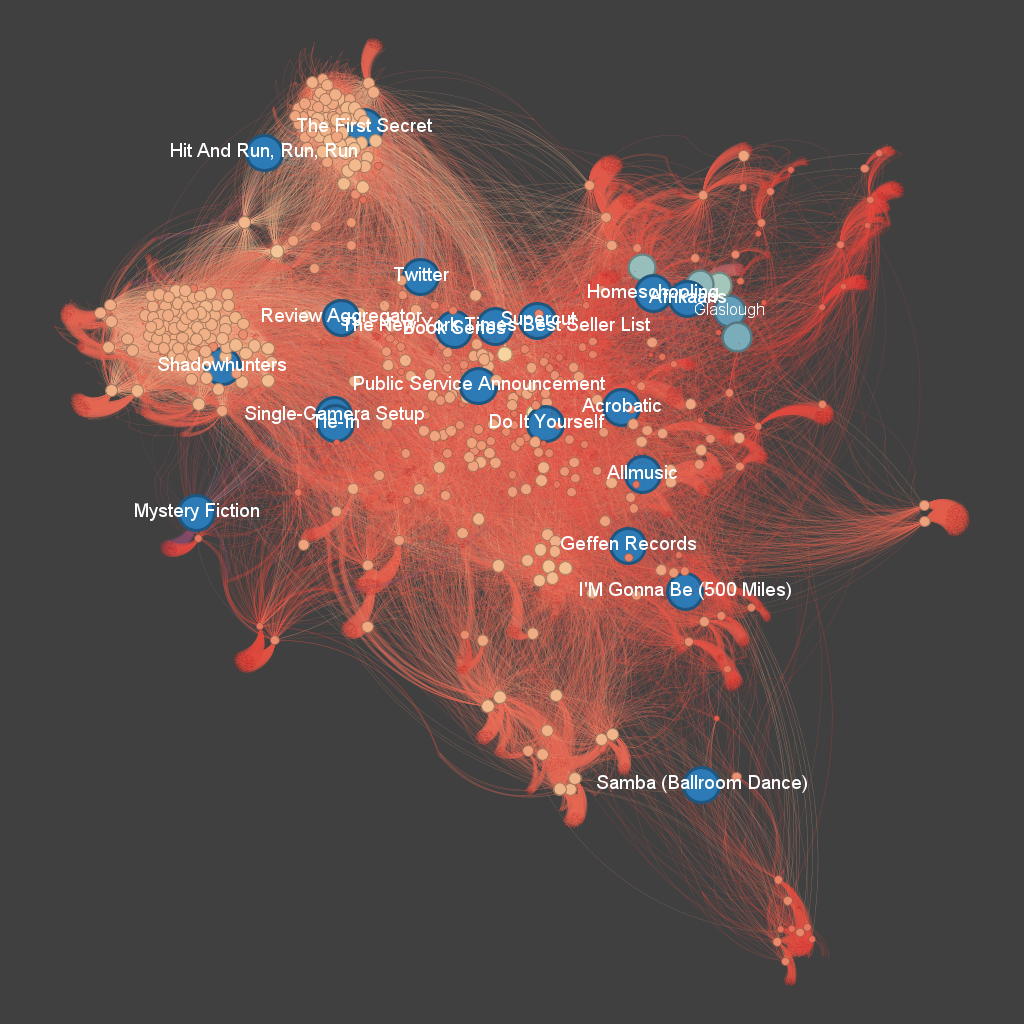 The First Secret
Hit And Run, Run, Run
Twitter
Homeschooling
Afrikaans
Glaslough
Review Aggregator
The New York Times Best Seller List
Book Series
Supercut
Shadowhunters
Public Service Announcement
Single-Camera Setup
Tie-In
Do It Yourself
Acrobatic
Allmusic
Mystery Fiction
Geffen Records
I'M Gonna Be (500 Miles)
Samba (Ballroom Dance)